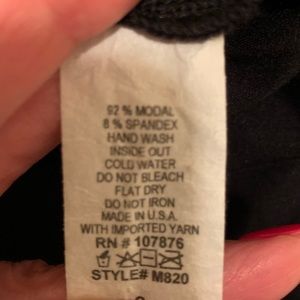 92 % MODAL
8 % SPANDEX
HAND WASH
INSIDE OUT
COLD WATER
DO NOT BLEACH
FLAT DRY
DO NOT IRON
MADE IN U.S.A.
WITH IMPORTED YARN
RN # 107876
STYLE# M820